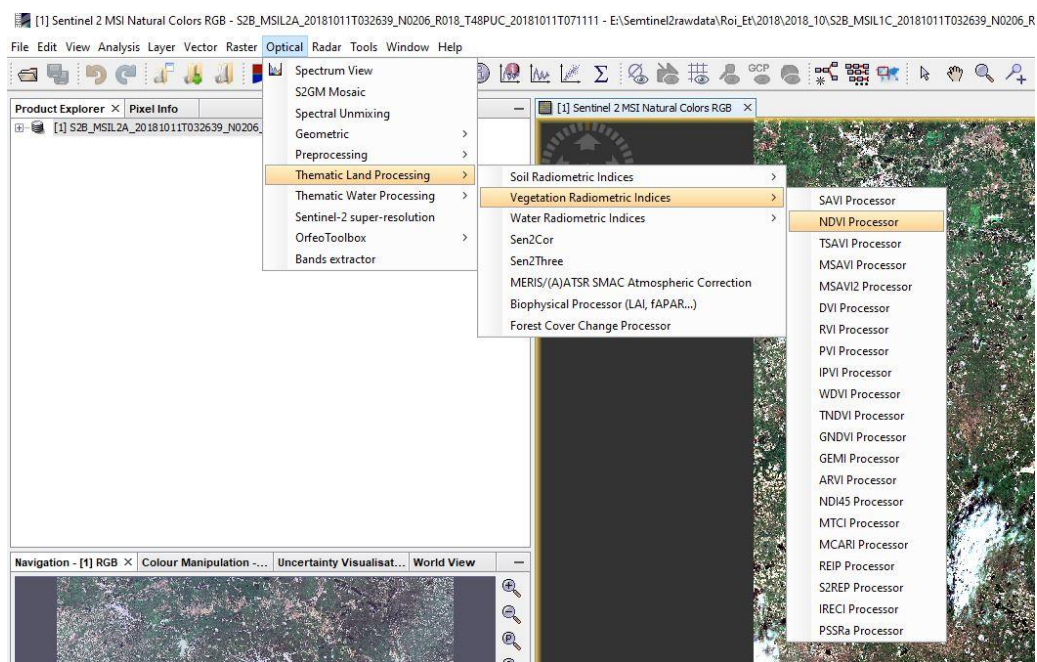 [1] Sentinel 2 MSI Natural Colors RGB - S2B_MSIL2A_20181011T032639_N0206_R018_T48PUC_20181011T071111 - E:\Semtinel2rawdata\Roi_Et\2018\2018_10\S2B_MSIL1C_20181011T032639_N0206_R
File Edit View Analysis Layer Vector Raster Optical Radar Tools Window Help
GCP
Product Explorer Pixel Info
[1] S2B_MSIL2A_20181011T032639_N0206_
[1] Sentinel 2 MSI Natural Colors RGB
Spectrum View
S2GM Mosaic
Spectral Unmixing
Geometric
Preprocessing
Thematic Land Processing
Thematic Water Processing
Sentinel-2 super-resolution
OrfeoToolbox
Bands extractor
Soil Radiometric Indices
Vegetation Radiometric Indices
Water Radiometric Indices
Sen2Cor
Sen2Three
MERIS/(A)ATSR SMAC Atmospheric Correction
Biophysical Processor (LAI, fAPAR...)
Forest Cover Change Processor
SAVI Processor
NDVI Processor
TSAVI Processor
MSAVI Processor
MSAVI2 Processor
DVI Processor
RVI Processor
PVI Processor
IPVI Processor
WDVI Processor
TNDVI Processor
GNDVI Processor
GEMI Processor
ARVI Processor
NDI45 Processor
MTCI Processor
MCARI Processor
REIP Processor
S2REP Processor
IRECI Processor
PSSRa Processor
Navigation - [1] RGB Colour Manipulation -... Uncertainty Visualisat... World View